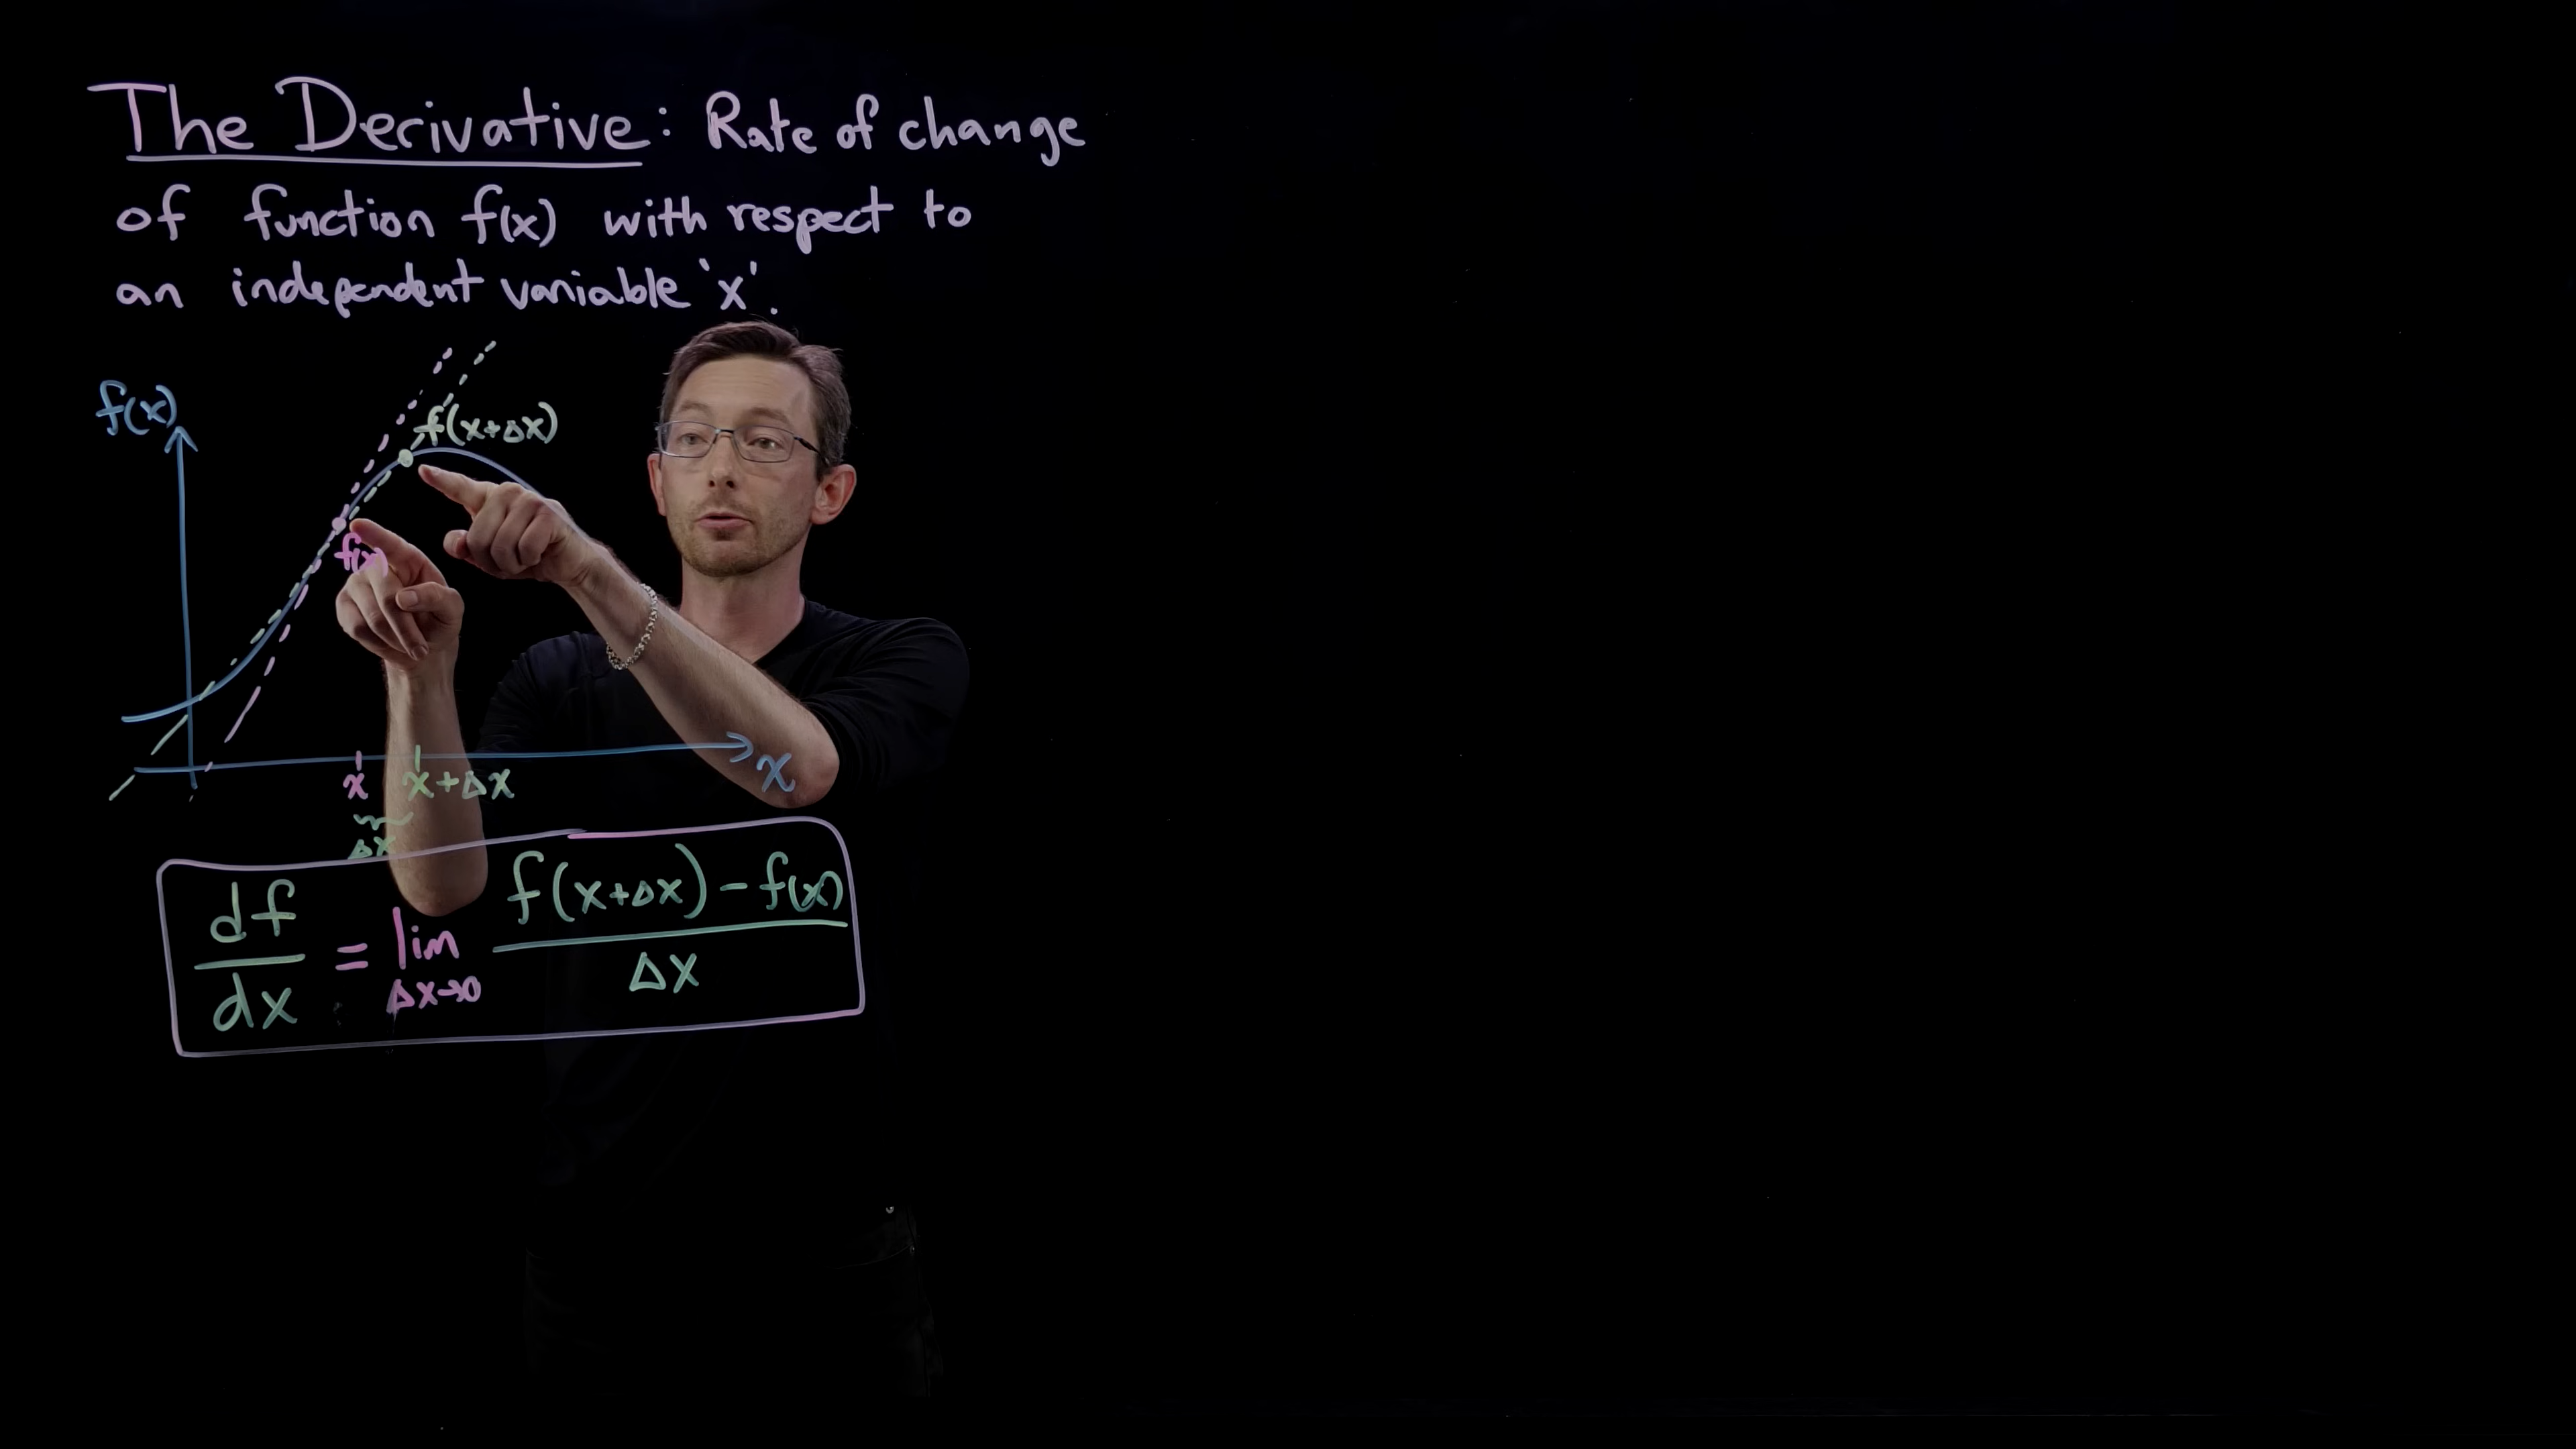 The Derivative: Rate of change
of function f(x) with respect to
an independent variable 'x'.
f(x)
f(x+Δx)
f(x)
x
x x+Δx
Δx
df/dx = lim Δx→0 f(x+Δx)-f(x)/Δx